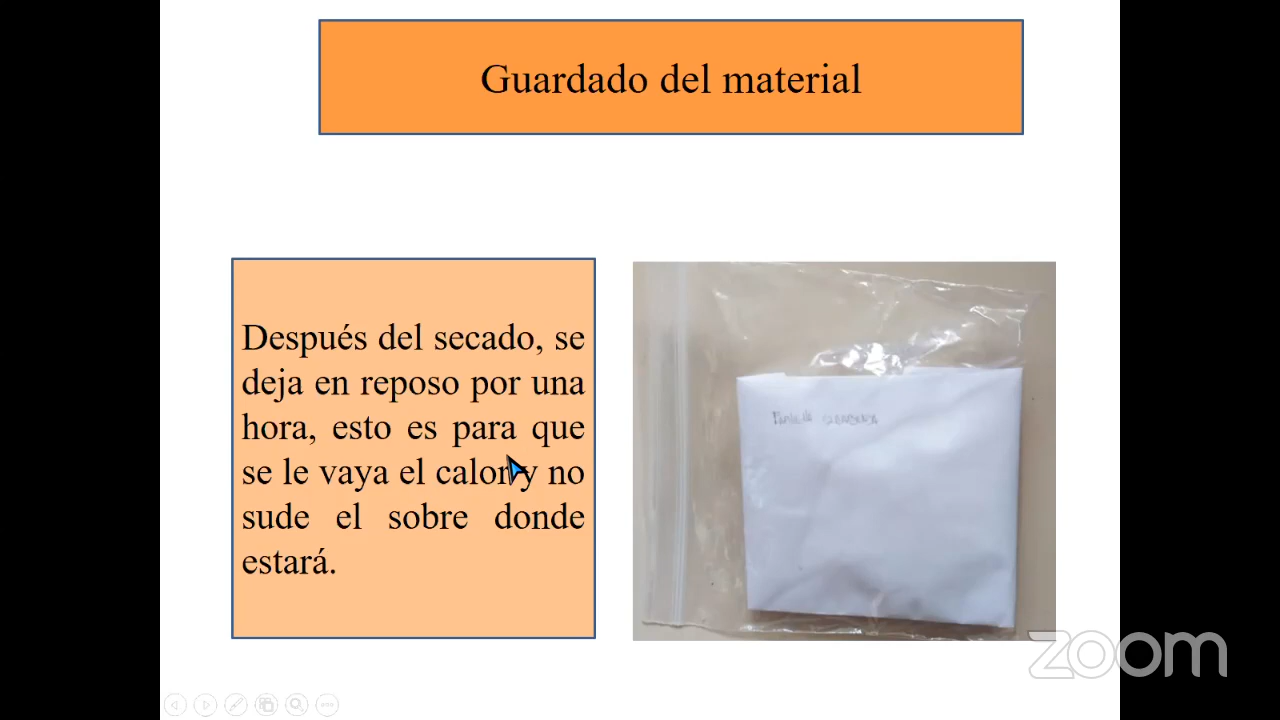 Guardado del material
Después del secado, se
deja en reposo por una
hora, esto es para que
se le vaya el calor y no
sude el sobre donde
estará.
zoom